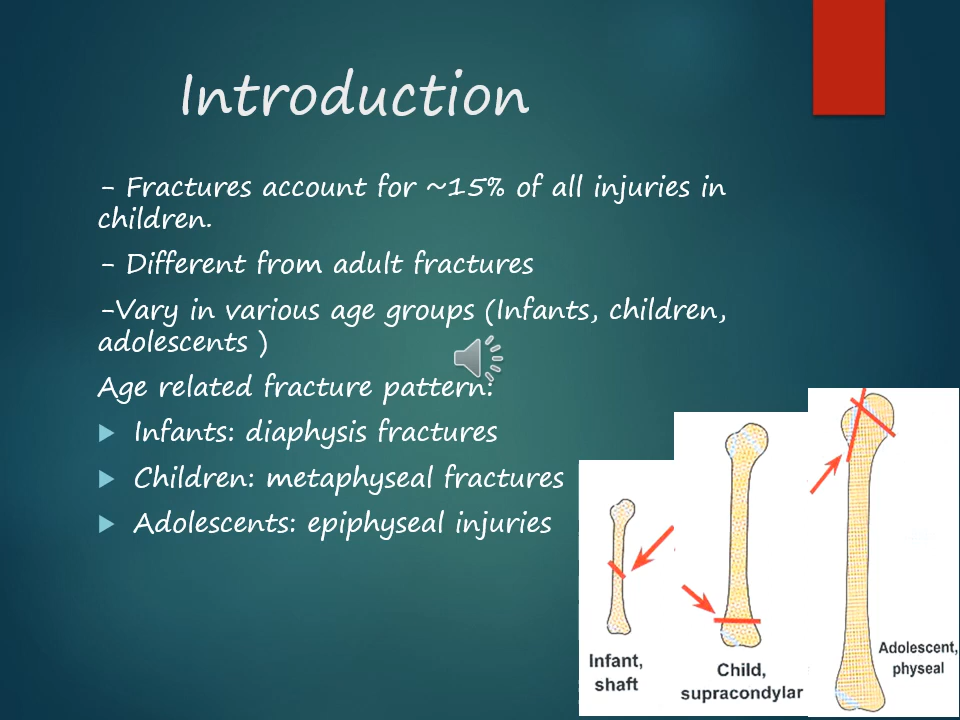 Introduction
- Fractures account for ~15% of all injuries in
children.
- Different from adult fractures
-Vary in various age groups (Infants, children,
adolescents )
Age related fracture pattern:
Infants: diaphysis fractures
Children: metaphyseal fractures
Adolescents: epiphyseal injuries
Infant,
shaft
Child,
supracondylar
Adolescent,
physeal